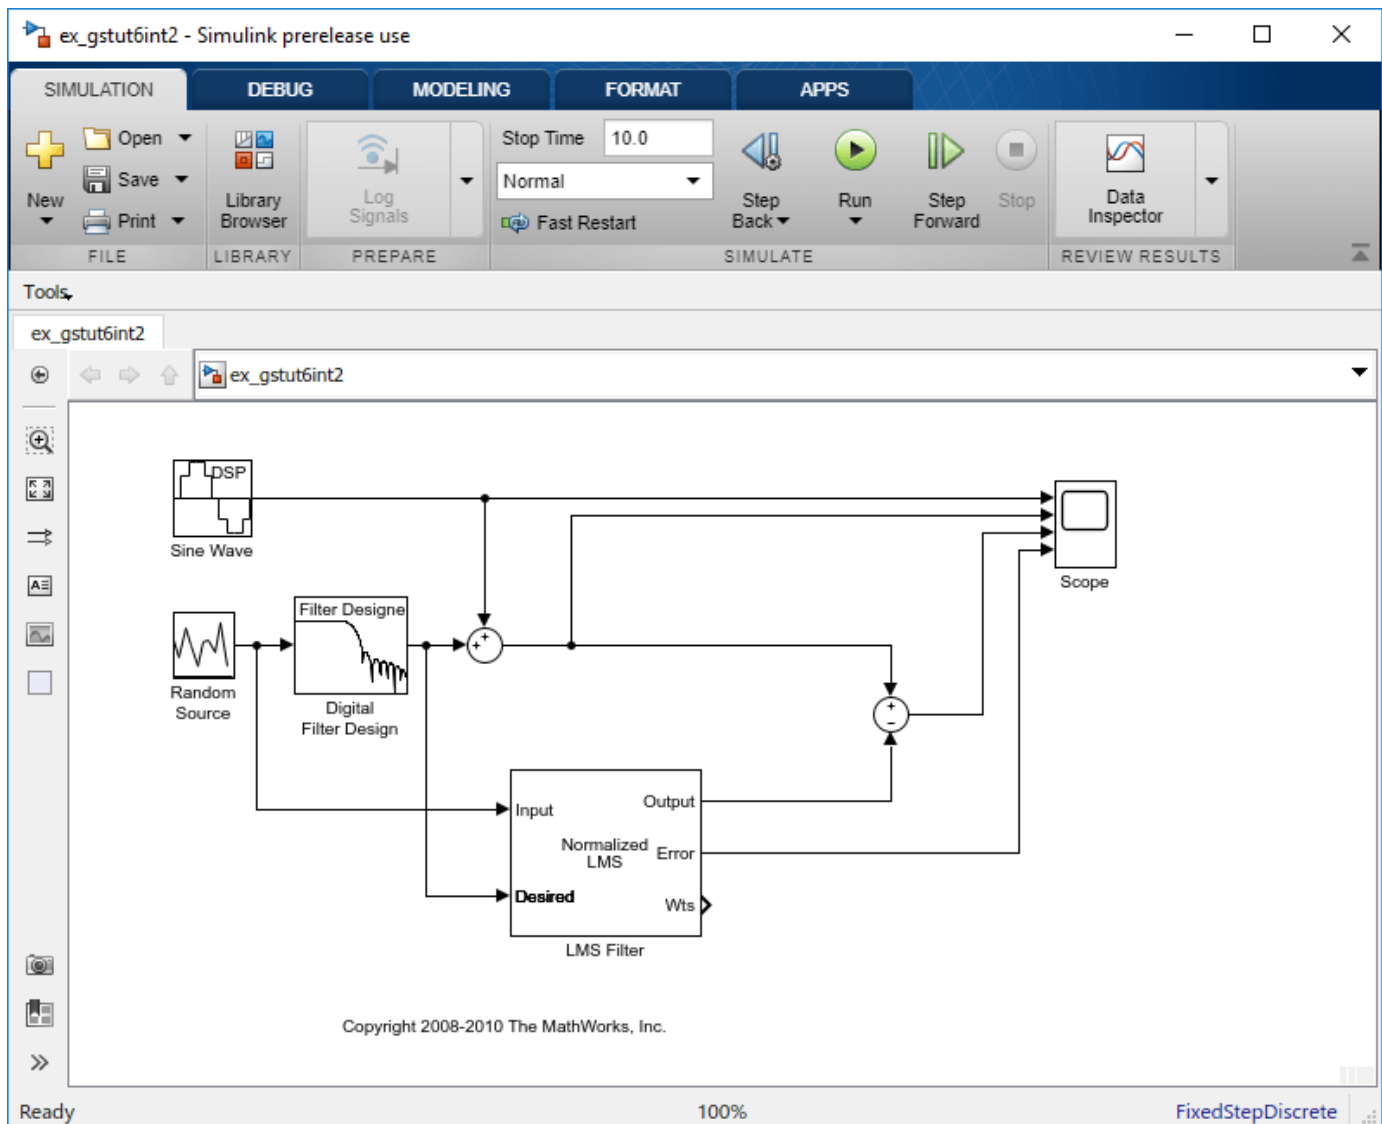 ex_gstut6int2 - Simulink prerelease use
SIMULATION DEBUG MODELING FORMAT APPS
New
Open
Save
Print
FILE
Library
Browser
LIBRARY
Log
Signals
PREPARE
Stop Time 10.0
Normal
Fast Restart
Step
Back
Run
Step
Forward
Stop
SIMULATE
Data
Inspector
REVIEW RESULTS
Tools
ex_gstut6int2
ex_gstut6int2
DSP
Sine Wave
Scope
Random
Source
Filter Designe
Digital
Filter Design
+ +
+
−
Input
Desired
Normalized
LMS
Output
Error
Wts
LMS Filter
Copyright 2008-2010 The MathWorks, Inc.
Ready 100% FixedStepDiscrete